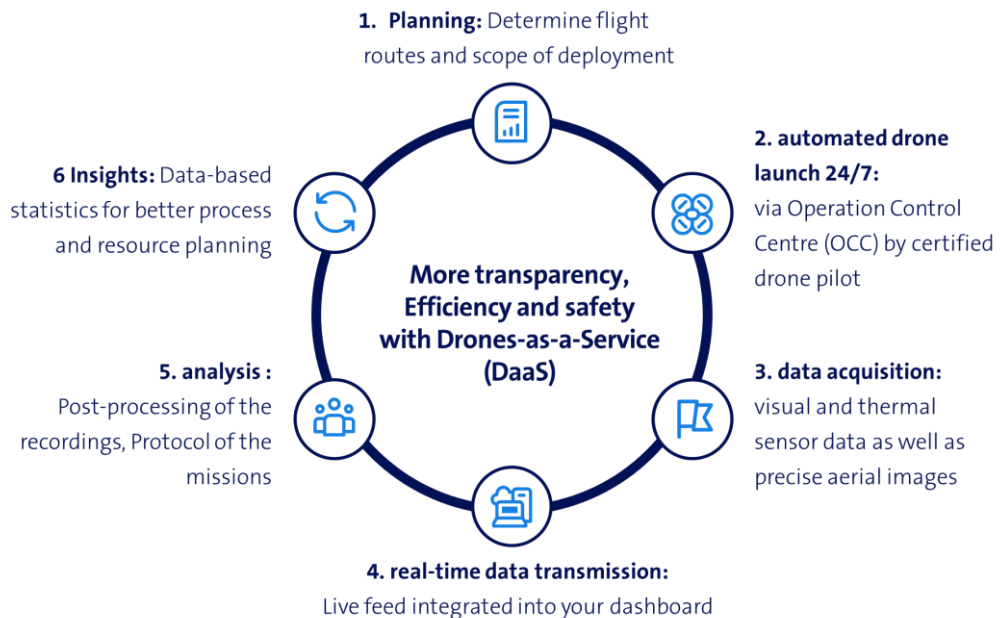 1. Planning: Determine flight
routes and scope of deployment
2. automated drone
launch 24/7:
via Operation Control
Centre (OCC) by certified
drone pilot
3. data acquisition:
visual and thermal
sensor data as well as
precise aerial images
4. real-time data transmission:
Live feed integrated into your dashboard
5. analysis :
Post-processing of the
recordings, Protocol of the
missions
6 Insights: Data-based
statistics for better process
and resource planning
More transparency,
Efficiency and safety
with Drones-as-a-Service
(DaaS)